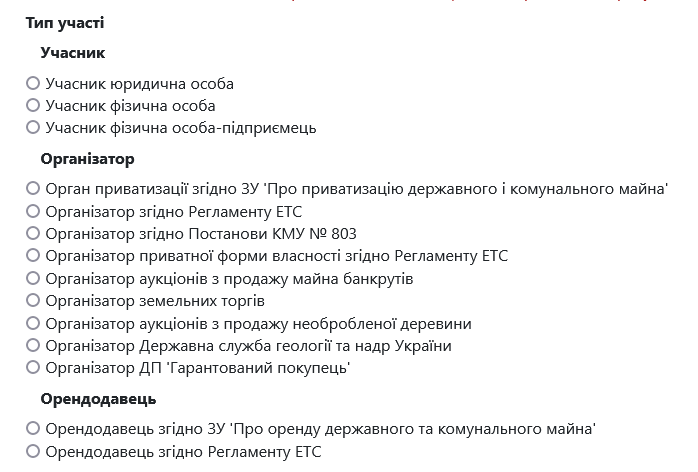 Тип участі
Учасник
Учасник юридична особа
Учасник фізична особа
Учасник фізична особа-підприємець
Організатор
Орган приватизації згідно ЗУ 'Про приватизацію державного і комунального майна'
Організатор згідно Регламенту ЕТС
Організатор згідно Постанови КМУ № 803
Організатор приватної форми власності згідно Регламенту ЕТС
Організатор аукціонів з продажу майна банкрутів
Організатор земельних торгів
Організатор аукціонів з продажу необробленої деревини
Організатор Державна служба геології та надр України
Організатор ДП 'Гарантований покупець'
Орендодавець
Орендодавець згідно ЗУ 'Про оренду державного та комунального майна'
Орендодавець згідно Регламенту ЕТС